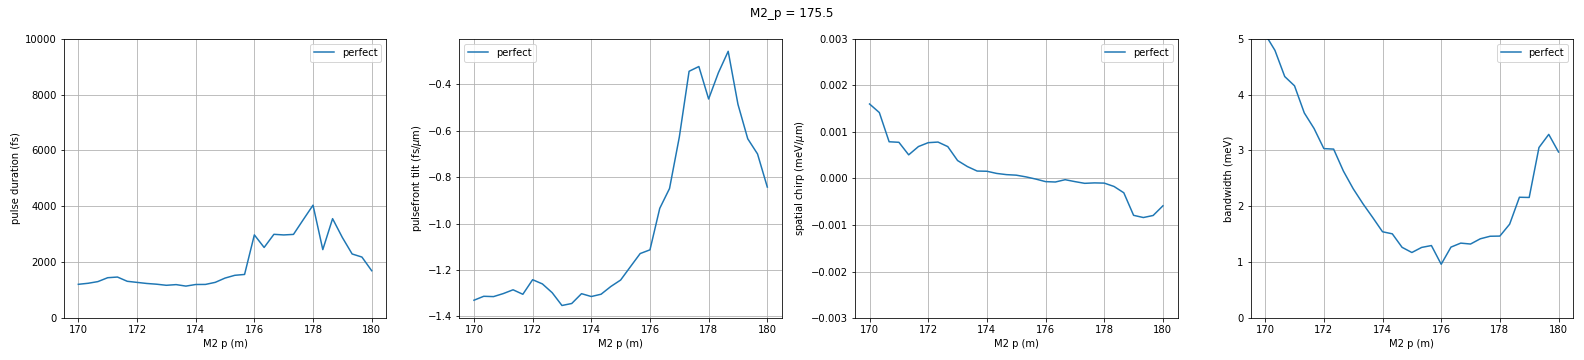 M2_p = 175.5
pulse duration (fs)
10000
8000
6000
4000
2000
0
perfect
170 172 174 176 178 180
M2 p (m)
pulsefront tilt (fs/μm)
−0.4
−0.6
−0.8
−1.0
−1.2
−1.4
perfect
170 172 174 176 178 180
M2 p (m)
spatial chirp (meV/μm)
0.003
0.002
0.001
0.000
−0.001
−0.002
−0.003
perfect
170 172 174 176 178 180
M2 p (m)
bandwidth (meV)
5
4
3
2
1
0
perfect
170 172 174 176 178 180
M2 p (m)